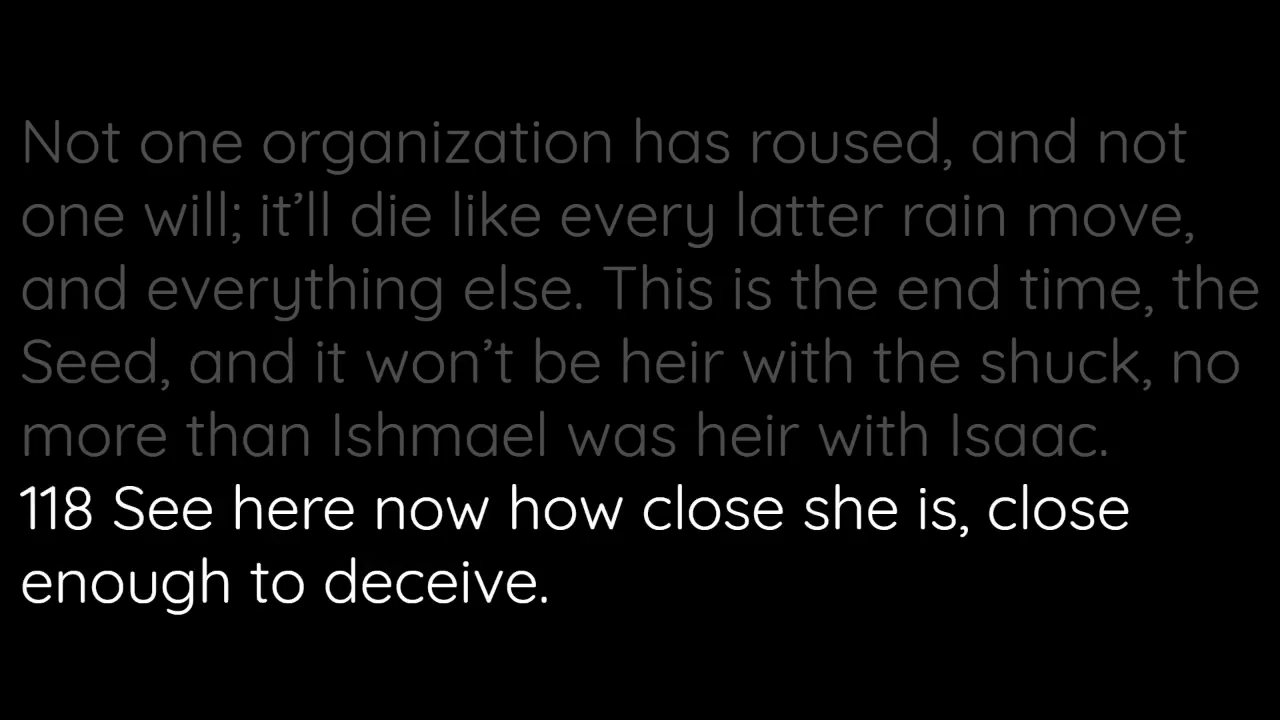 Not one organization has roused, and not
one will; it’ll die like every latter rain move,
and everything else. This is the end time, the
Seed, and it won’t be heir with the shuck, no
more than Ishmael was heir with Isaac.
118 See here now how close she is, close
enough to deceive.